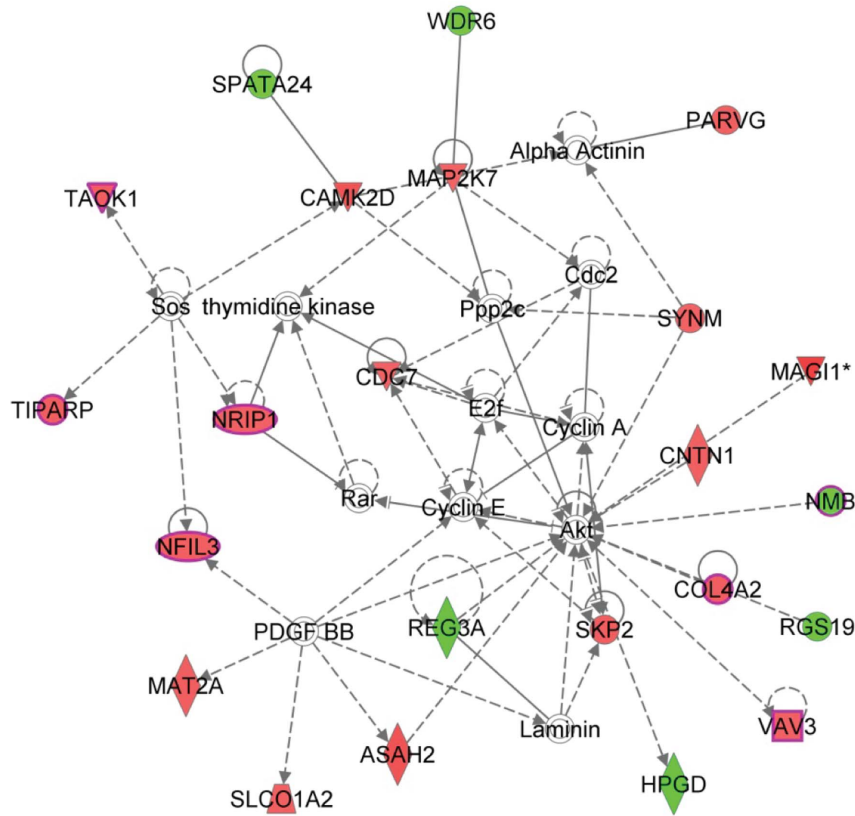 WDR6
SPATA24
PARVG
Alpha Actinin
MAP2K7
TAOK1
CAMK2D
Cdc2
Sos
thymidine kinase
Ppp2c
SYNM
CDC7
MAGI1*
TIPARP
NRIP1
E2f
Cyclin A
CNTN1
Rar
Cyclin E
NMB
Akt
NFIL3
COL4A2
PDGF BB
REG3A
SKP2
RGS19
MAT2A
Laminin
VAV3
ASAH2
HPGD
SLCO1A2